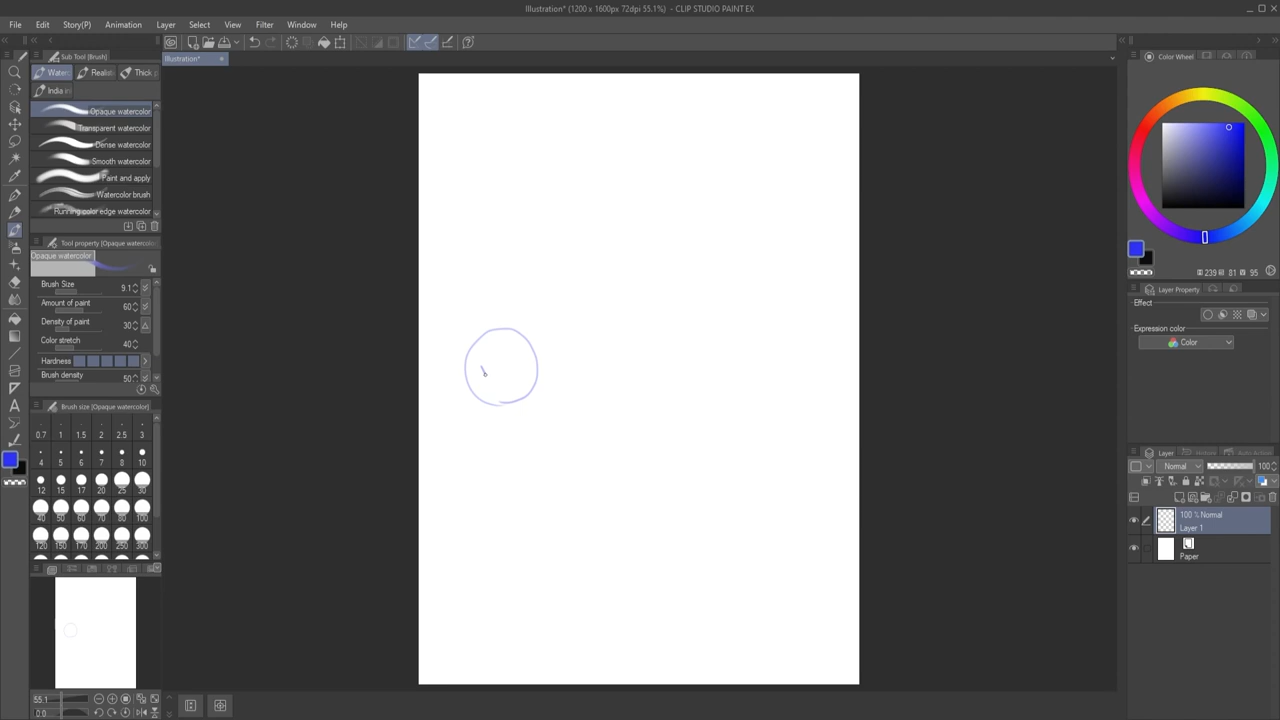 Illustration* (1200 x 1600px 72dpi 55.1%) - CLIP STUDIO PAINT EX
File Edit Story(P) Animation Layer Select View Filter Window Help
Sub Tool [Brush]
Illustration*
Water Realist Thick p
India in
Opaque watercolor
Transparent watercolor
Dense watercolor
Smooth watercolor
Paint and apply
Watercolor brush
Running color edge watercolor
Tool property [Opaque watercolor]
Opaque watercolor
Brush Size 9.1
Amount of paint 60
Density of paint 30
Color stretch 40
Hardness
Brush density 50
Brush size [Opaque watercolor]
0.7 1 1.5 2 2.5 3
4 5 6 7 8 10
12 15 17 20 25 30
40 50 60 70 80 100
120 150 170 200 250 300
55.1
0.0
Color Wheel
239 81 95
Layer Property
Effect
Expression color
Color
Layer History Auto Action
Normal 100
100 % Normal
Layer 1
Paper